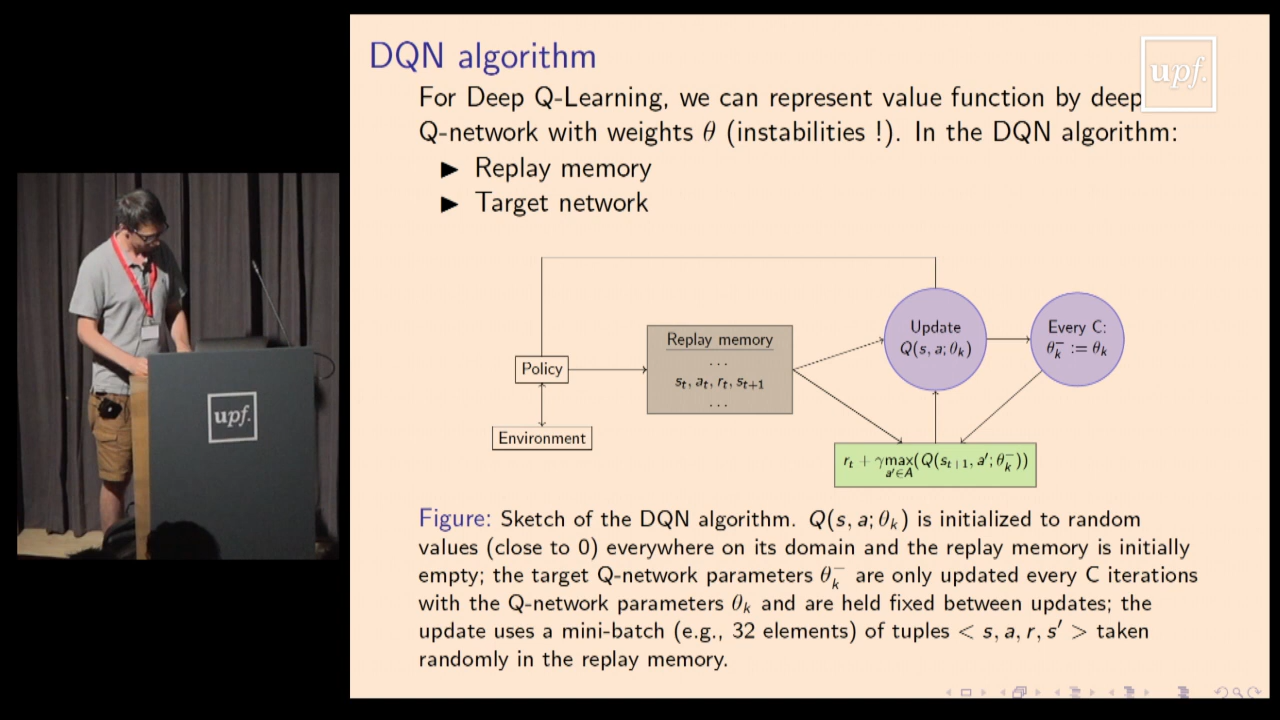 DQN algorithm
upf.
For Deep Q-Learning, we can represent value function by deep
Q-network with weights θ (instabilities !). In the DQN algorithm:
▶ Replay memory
▶ Target network
Policy
Environment
Replay memory
...
s_t, a_t, r_t, s_{t+1}
...
Update
Q(s, a; θ_k)
Every C:
θ_k^- := θ_k
r_t + γmax(Q(s_{t+1}, a'; θ_k^-))
a'∈A
upf.
Figure: Sketch of the DQN algorithm. Q(s, a; θ_k) is initialized to random
values (close to 0) everywhere on its domain and the replay memory is initially
empty; the target Q-network parameters θ_k^- are only updated every C iterations
with the Q-network parameters θ_k and are held fixed between updates; the
update uses a mini-batch (e.g., 32 elements) of tuples < s, a, r, s' > taken
randomly in the replay memory.